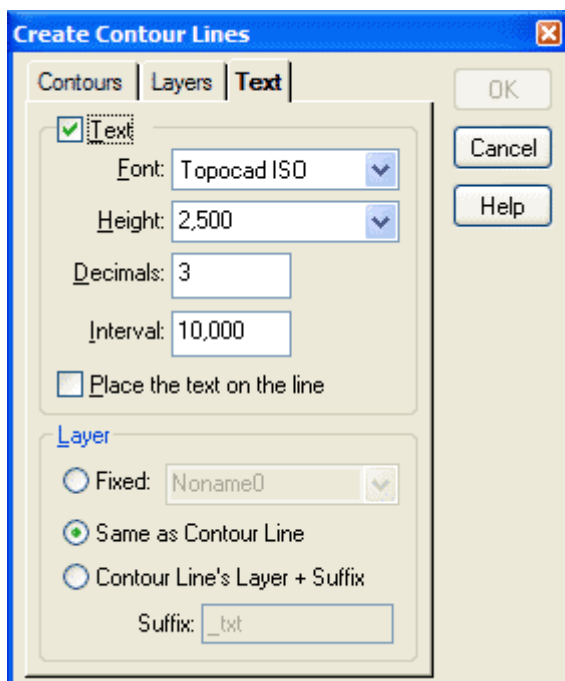 Create Contour Lines
Contours Layers Text
OK
Cancel
Help
Text
Font: Topocad ISO
Height: 2,500
Decimals: 3
Interval: 10,000
Place the text on the line
Layer
Fixed: Noname0
Same as Contour Line
Contour Line's Layer + Suffix
Suffix: _txt